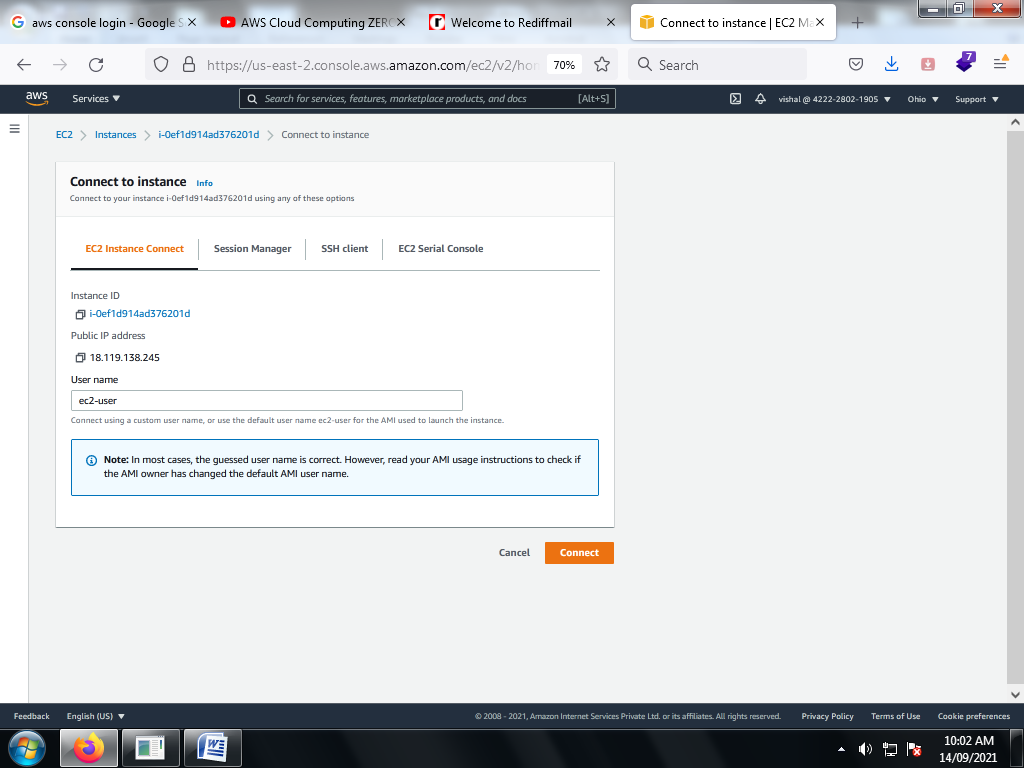 aws console login - Google S
AWS Cloud Computing ZERO
Welcome to Rediffmail
Connect to instance | EC2 Ma
https://us-east-2.console.aws.amazon.com/ec2/v2/hom
70%
Search
7
aws
Services
Search for services, features, marketplace products, and docs
[Alt+S]
vishal @ 4222-2802-1905
Ohio
Support
EC2
Instances
i-0ef1d914ad376201d
Connect to instance
Connect to instance Info
Connect to your instance i-0ef1d914ad376201d using any of these options
EC2 Instance Connect
Session Manager
SSH client
EC2 Serial Console
Instance ID
i-0ef1d914ad376201d
Public IP address
18.119.138.245
User name
ec2-user
Connect using a custom user name, or use the default user name ec2-user for the AMI used to launch the instance.
Note: In most cases, the guessed user name is correct. However, read your AMI usage instructions to check if
the AMI owner has changed the default AMI user name.
Cancel
Connect
Feedback
English (US)
© 2008 - 2021, Amazon Internet Services Private Ltd. or its affiliates. All rights reserved.
Privacy Policy
Terms of Use
Cookie preferences
10:02 AM
14/09/2021